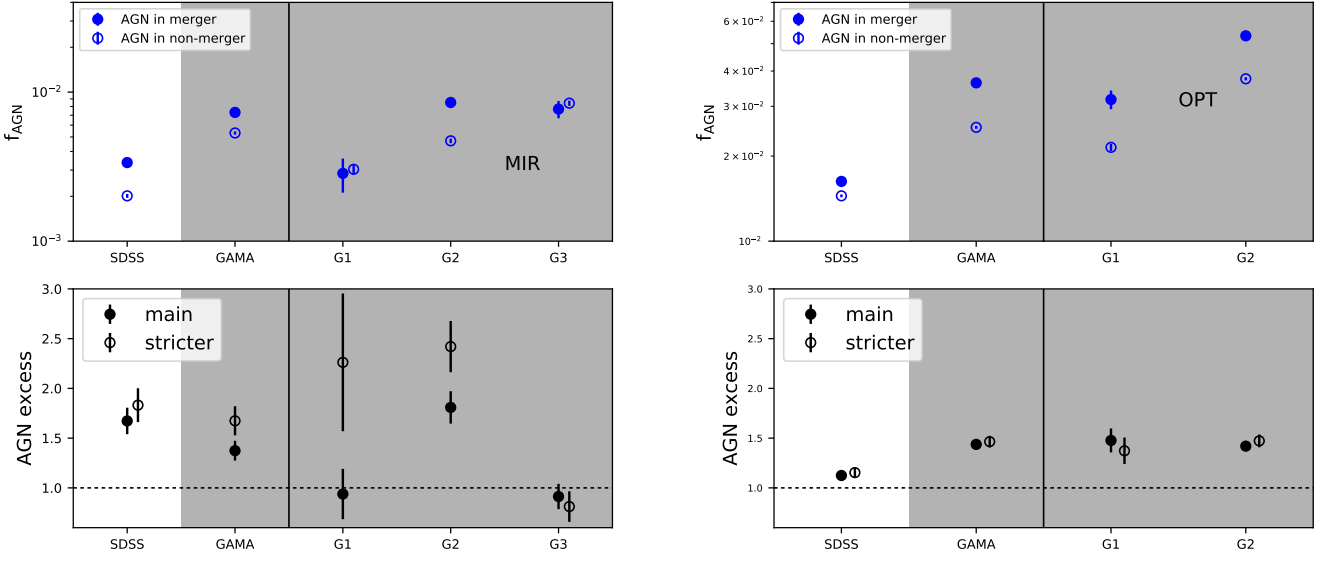 AGN in merger
AGN in non-merger
f_AGN
10⁻²
10⁻³
MIR
SDSS GAMA G1 G2 G3
AGN in merger
AGN in non-merger
f_AGN
6 × 10⁻²
4 × 10⁻²
3 × 10⁻²
2 × 10⁻²
10⁻²
OPT
SDSS GAMA G1 G2
main
stricter
AGN excess
3.0
2.5
2.0
1.5
1.0
SDSS GAMA G1 G2 G3
main
stricter
AGN excess
3.0
2.5
2.0
1.5
1.0
SDSS GAMA G1 G2